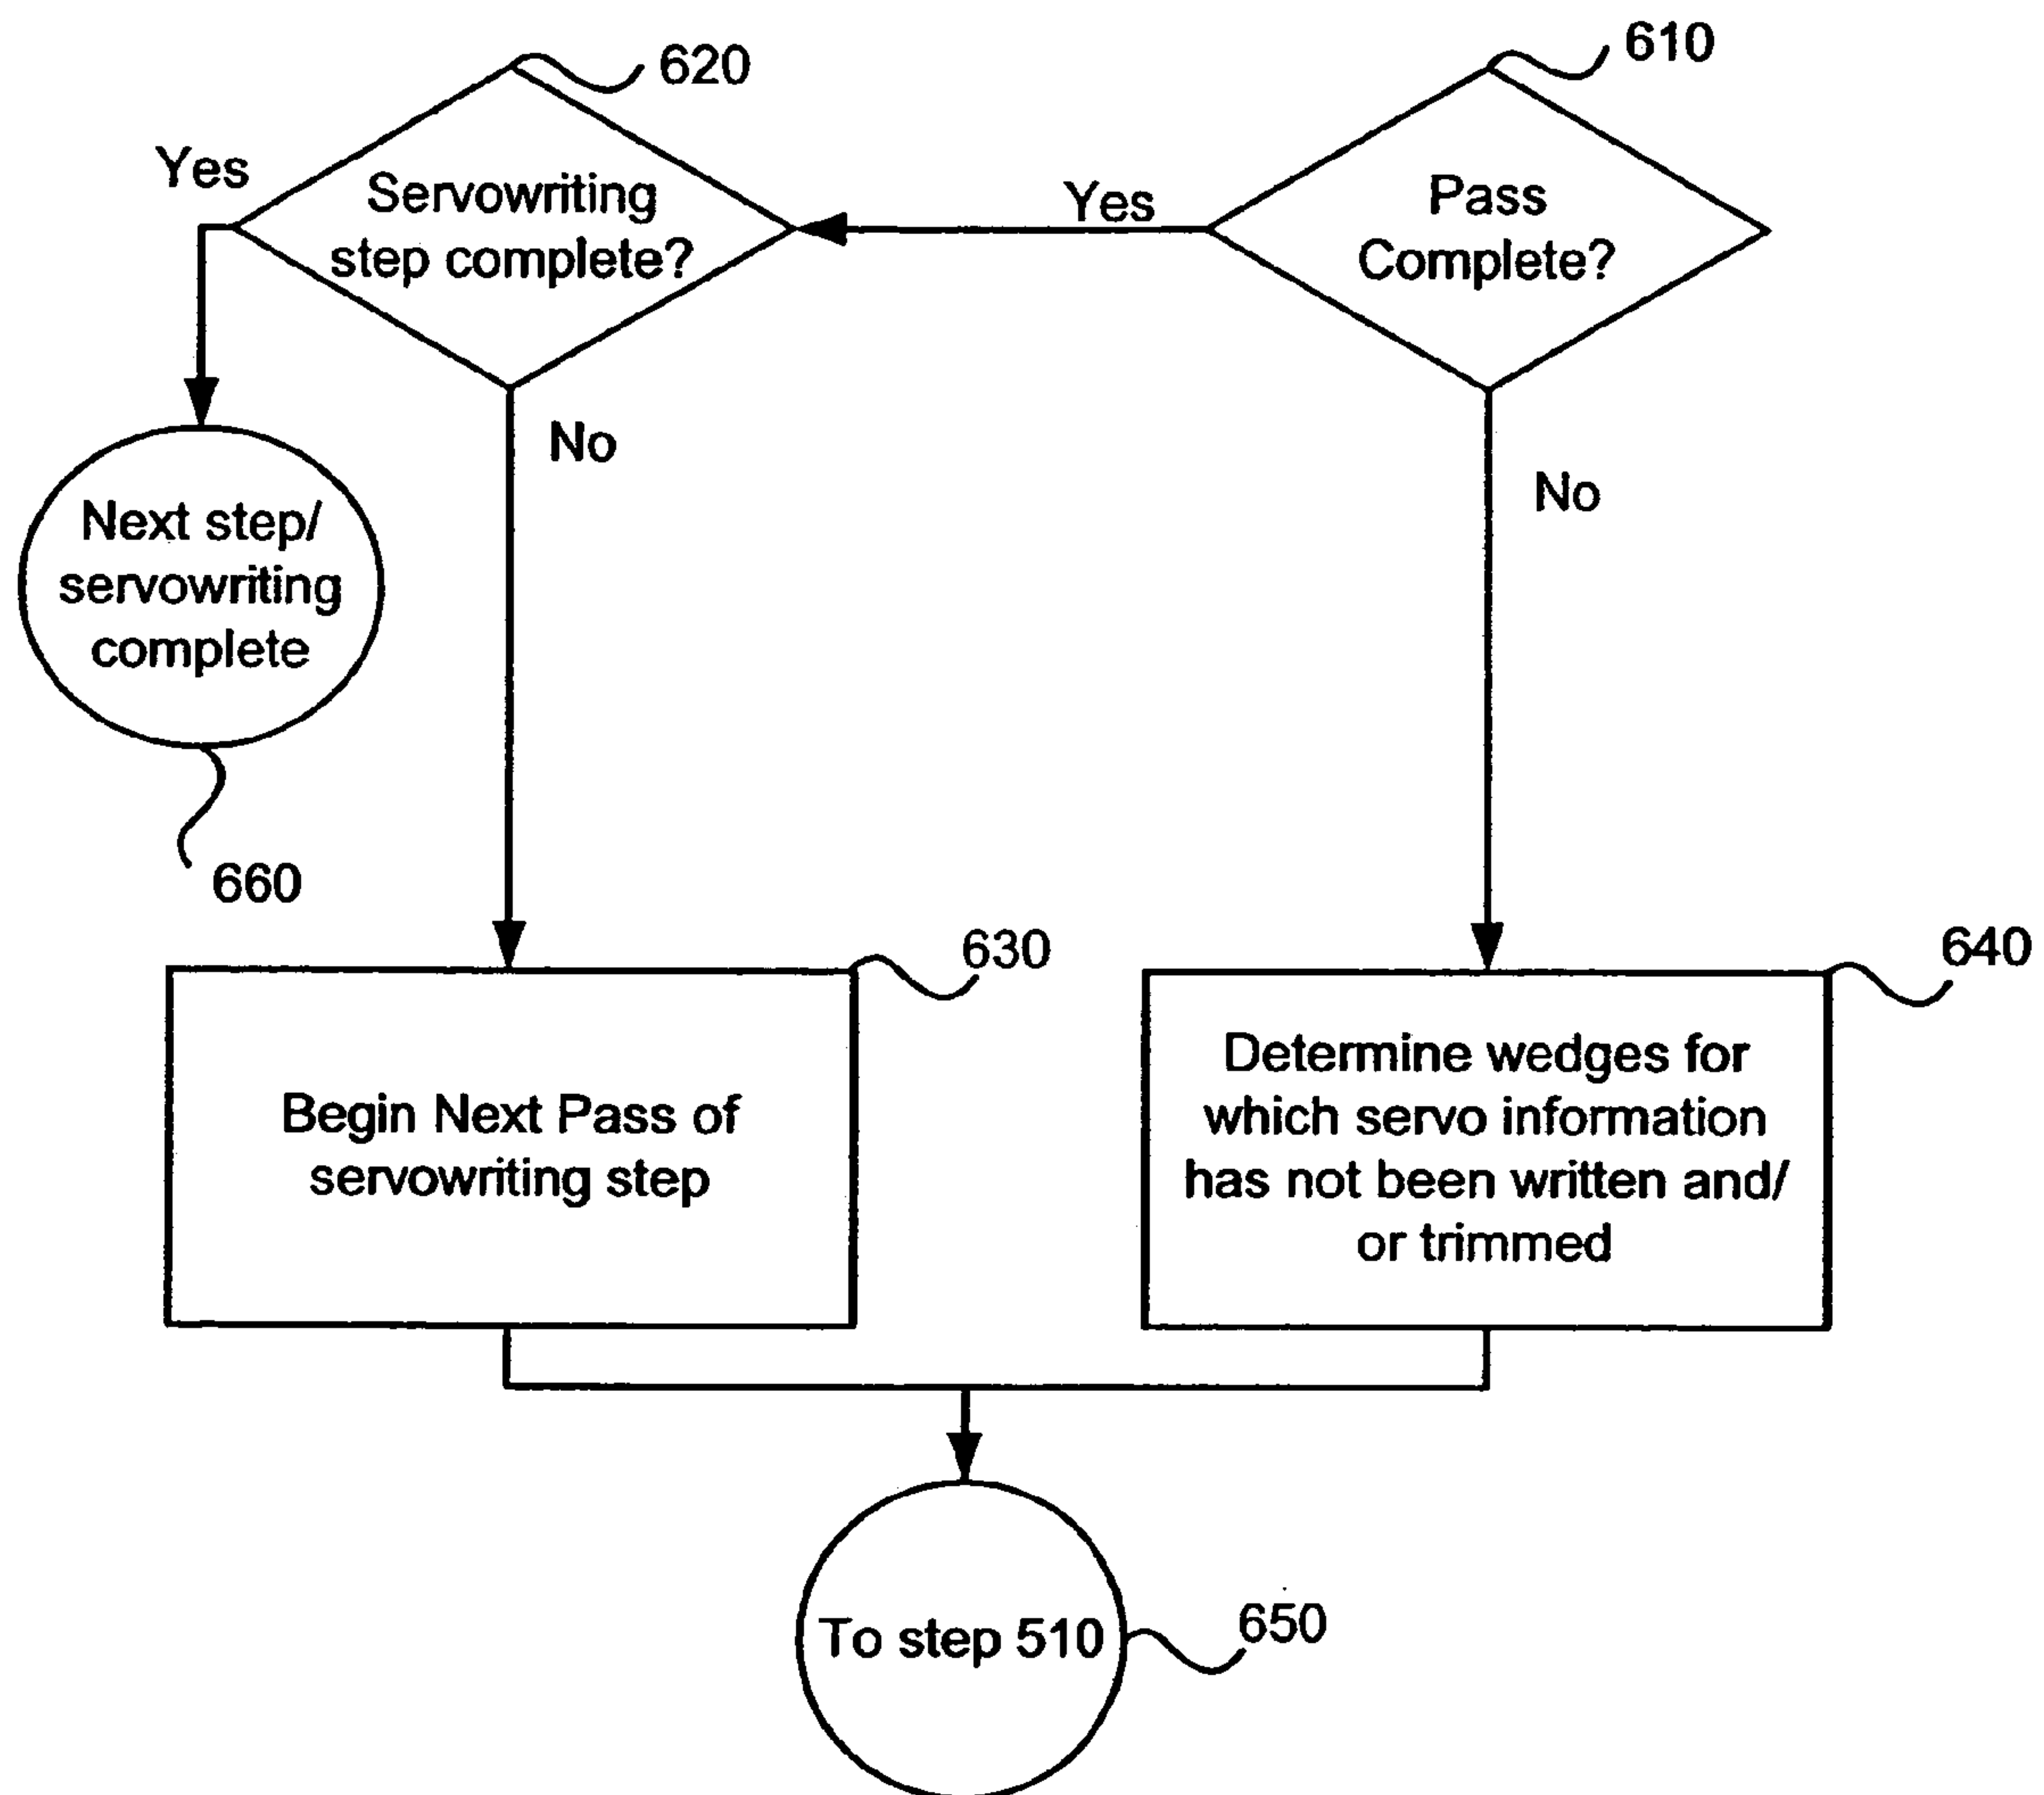 620
610
Yes
Servowriting
step complete?
Yes
Pass
Complete?
No
No
Next step/
servowriting
complete
660
630
640
Begin Next Pass of
servowriting step
Determine wedges for
which servo information
has not been written and/
or trimmed
To step 510
650